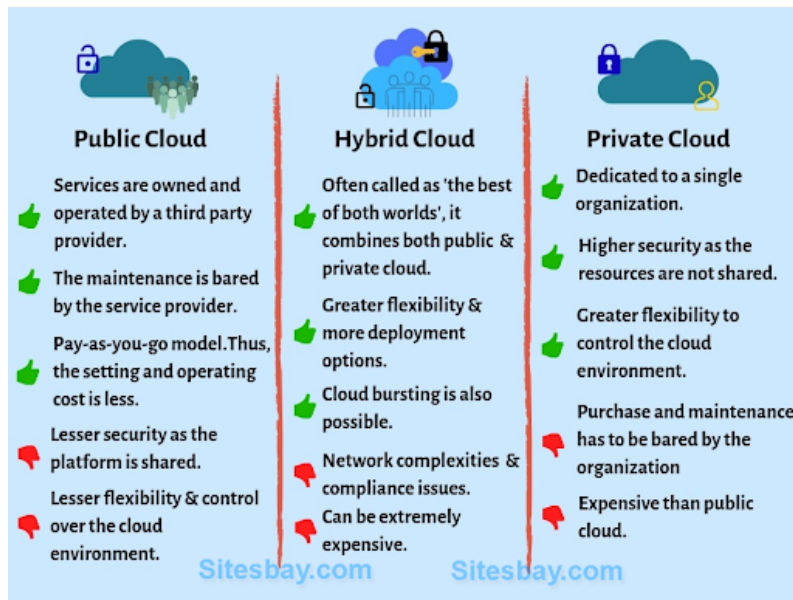 Public Cloud
Services are owned and
operated by a third party
provider.
The maintenance is bared
by the service provider.
Pay-as-you-go model.Thus,
the setting and operating
cost is less.
Lesser security as the
platform is shared.
Lesser flexibility & control
over the cloud
environment.
Hybrid Cloud
Often called as 'the best
of both worlds', it
combines both public &
private cloud.
Greater flexibility &
more deployment
options.
Cloud bursting is also
possible.
Network complexities &
compliance issues.
Can be extremely
expensive.
Private Cloud
Dedicated to a single
organization.
Higher security as the
resources are not shared.
Greater flexibility to
control the cloud
environment.
Purchase and maintenance
has to be bared by the
organization
Expensive than public
cloud.
Sitesbay.com
Sitesbay.com